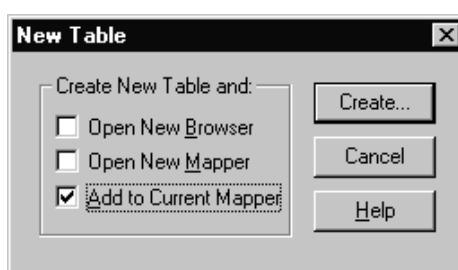 New Table
Create New Table and:
Open New Browser
Open New Mapper
Add to Current Mapper
Create...
Cancel
Help